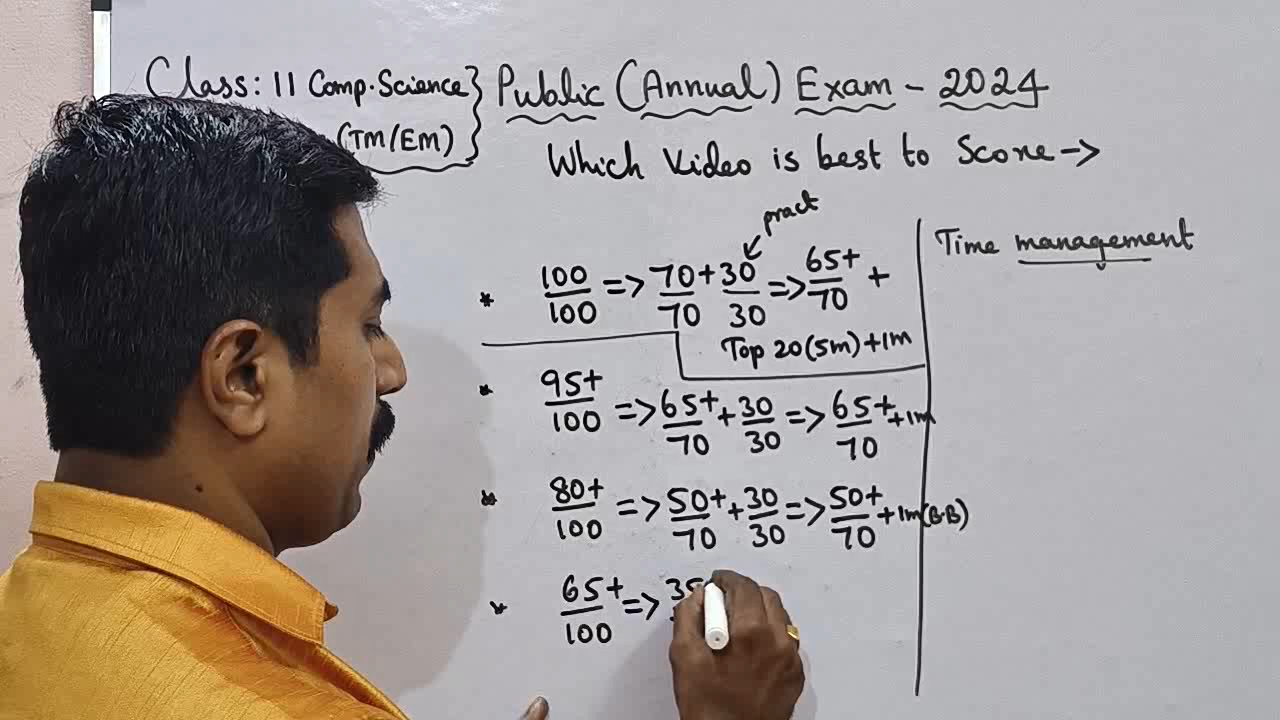 Class: 11 Comp.Science} Public (Annual) Exam - 2024
(TM/EM)
Which Video is best to Score →
pract
Time management
* 100/100 => 70/70 + 30/30 => 65+/70 +
Top 20 (5m) + 1m
* 95+/100 => 65+/70 + 30/30 => 65+/70 + 1m
* 80+/100 => 50+/70 + 30/30 => 50+/70 + 1m (B.B)
* 65+/100 => 35